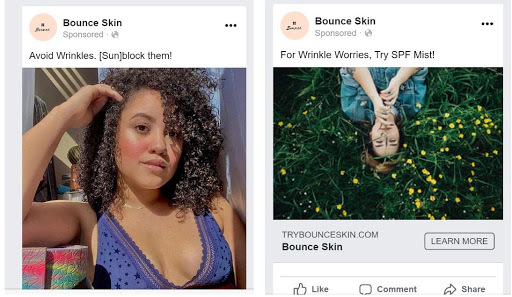 Bounce Skin
Sponsored ·
Avoid Wrinkles. [Sun]block them!
Bounce Skin
Sponsored ·
For Wrinkle Worries, Try SPF Mist!
TRYBOUNCESKIN.COM
Bounce Skin
LEARN MORE
Like
Comment
Share